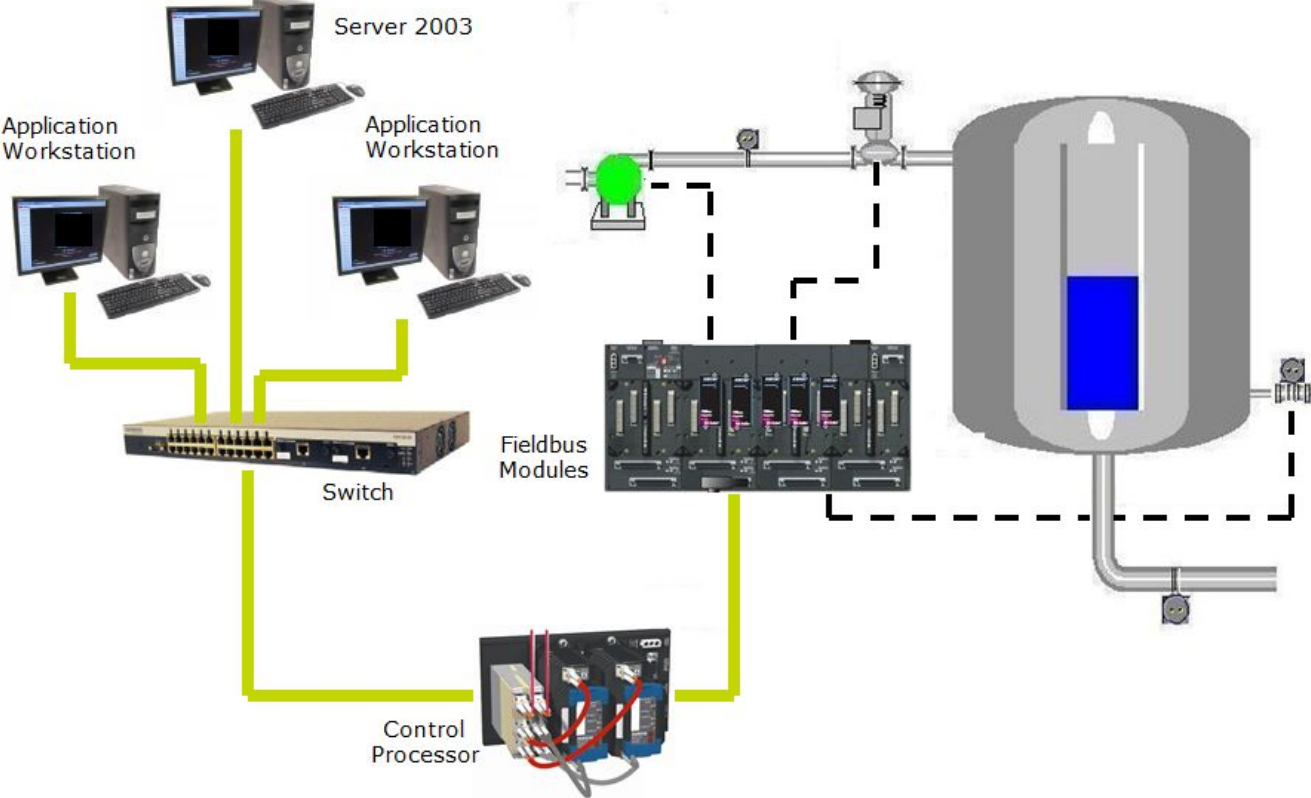 Server 2003
Application
Workstation
Application
Workstation
Fieldbus
Modules
Switch
Control
Processor